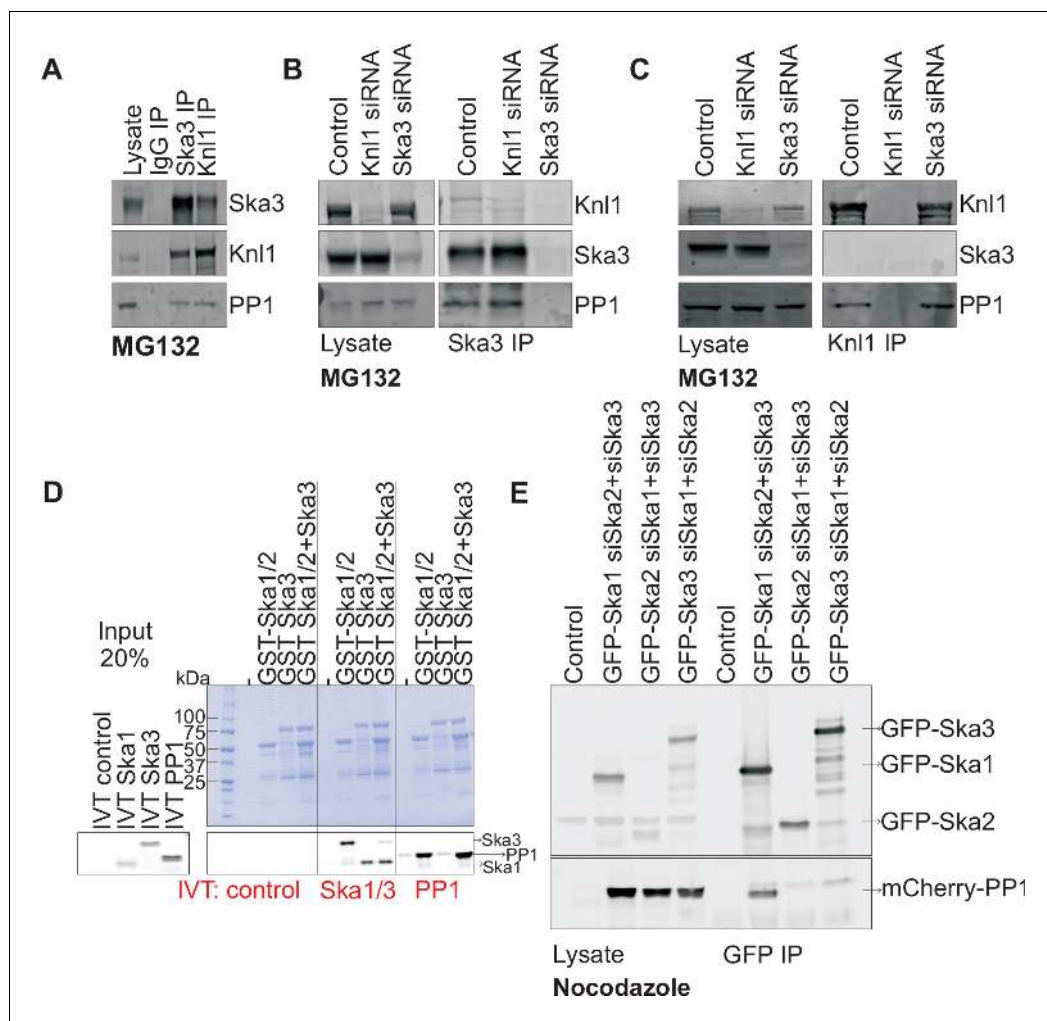 A
Lysate
IgG IP
Ska3 IP
Knl1 IP
Ska3
Knl1
PP1
MG132
B
Control
Knl1 siRNA
Ska3 siRNA
Control
Knl1 siRNA
Ska3 siRNA
Knl1
Ska3
PP1
Lysate
Ska3 IP
MG132
C
Control
Knl1 siRNA
Ska3 siRNA
Control
Knl1 siRNA
Ska3 siRNA
Knl1
Ska3
PP1
Lysate
Knl1 IP
MG132
D
Input
20%
IVT control
IVT Ska1
IVT Ska3
IVT PP1
kDa
100
75
50
37
25
-
GST-Ska1/2
GST Ska3
GST Ska1/2+Ska3
-
GST-Ska1/2
GST Ska3
GST Ska1/2+Ska3
-
GST-Ska1/2
GST Ska3
GST Ska1/2+Ska3
Ska3
PP1
Ska1
IVT: control
Ska1/3
PP1
E
Control
GFP-Ska1 siSka2+siSka3
GFP-Ska2 siSka1+siSka3
GFP-Ska3 siSka1+siSka2
Control
GFP-Ska1 siSka2+siSka3
GFP-Ska2 siSka1+siSka3
GFP-Ska3 siSka1+siSka2
GFP-Ska3
GFP-Ska1
GFP-Ska2
mCherry-PP1
Lysate
GFP IP
Nocodazole